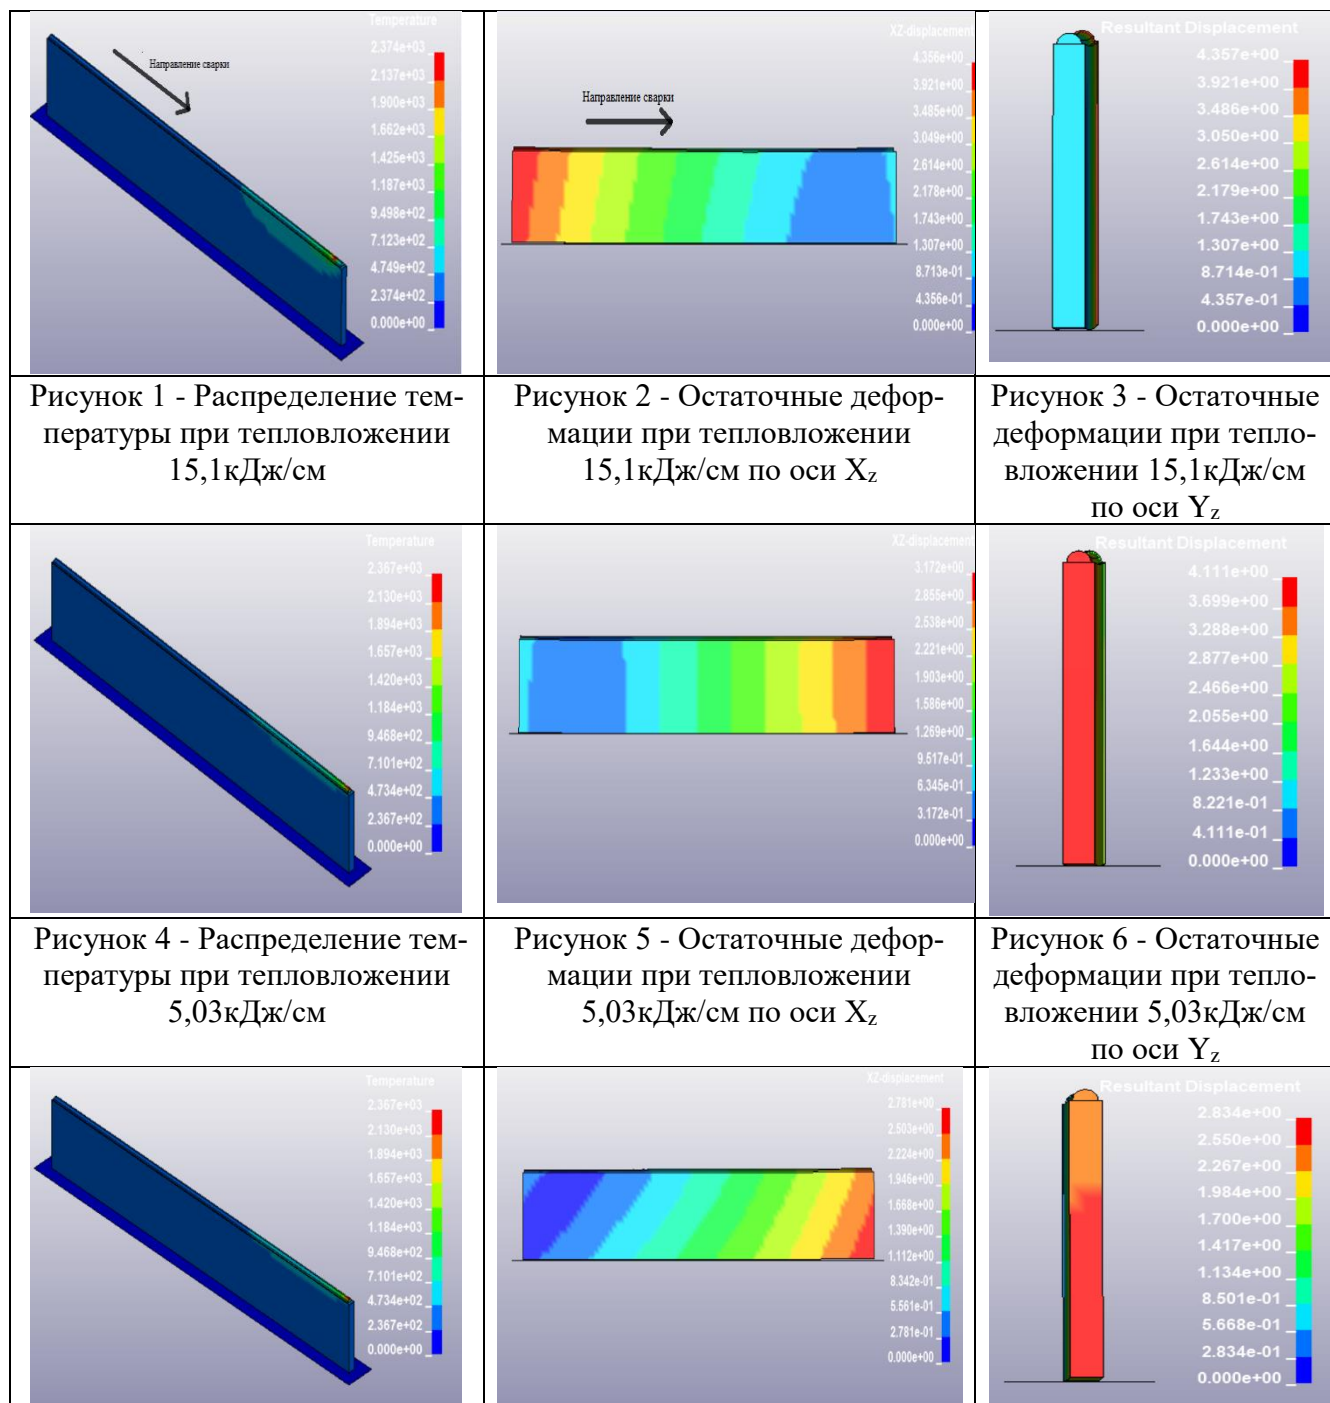 Temperature
2.374e+03
2.137e+03
1.900e+03
1.662e+03
1.425e+03
1.187e+03
9.498e+02
7.123e+02
4.749e+02
2.374e+02
0.000e+00
Направление сварки
XZ-displacement
4.356e+00
3.921e+00
3.485e+00
3.049e+00
2.614e+00
2.178e+00
1.743e+00
1.307e+00
8.713e-01
4.356e-01
0.000e+00
Направление сварки
Resultant Displacement
4.357e+00
3.921e+00
3.486e+00
3.050e+00
2.614e+00
2.179e+00
1.743e+00
1.307e+00
8.714e-01
4.357e-01
0.000e+00
Рисунок 1 - Распределение тем-
пературы при тепловложении
15,1кДж/см
Рисунок 2 - Остаточные дефор-
мации при тепловложении
15,1кДж/см по оси Xz
Рисунок 3 - Остаточные
деформации при тепло-
вложении 15,1кДж/см
по оси Yz
Temperature
2.367e+03
2.130e+03
1.894e+03
1.657e+03
1.420e+03
1.184e+03
9.468e+02
7.101e+02
4.734e+02
2.367e+02
0.000e+00
XZ-displacement
3.172e+00
2.855e+00
2.538e+00
2.221e+00
1.903e+00
1.586e+00
1.269e+00
9.517e-01
6.345e-01
3.172e-01
0.000e+00
Resultant Displacement
4.111e+00
3.699e+00
3.288e+00
2.877e+00
2.466e+00
2.055e+00
1.644e+00
1.233e+00
8.221e-01
4.111e-01
0.000e+00
Рисунок 4 - Распределение тем-
пературы при тепловложении
5,03кДж/см
Рисунок 5 - Остаточные дефор-
мации при тепловложении
5,03кДж/см по оси Xz
Рисунок 6 - Остаточные
деформации при тепло-
вложении 5,03кДж/см
по оси Yz
Temperature
2.367e+03
2.130e+03
1.894e+03
1.657e+03
1.420e+03
1.184e+03
9.468e+02
7.101e+02
4.734e+02
2.367e+02
0.000e+00
XZ-displacement
2.781e+00
2.503e+00
2.224e+00
1.946e+00
1.668e+00
1.390e+00
1.112e+00
8.342e-01
5.561e-01
2.781e-01
0.000e+00
Resultant Displacement
2.834e+00
2.550e+00
2.267e+00
1.984e+00
1.700e+00
1.417e+00
1.134e+00
8.501e-01
5.668e-01
2.834e-01
0.000e+00